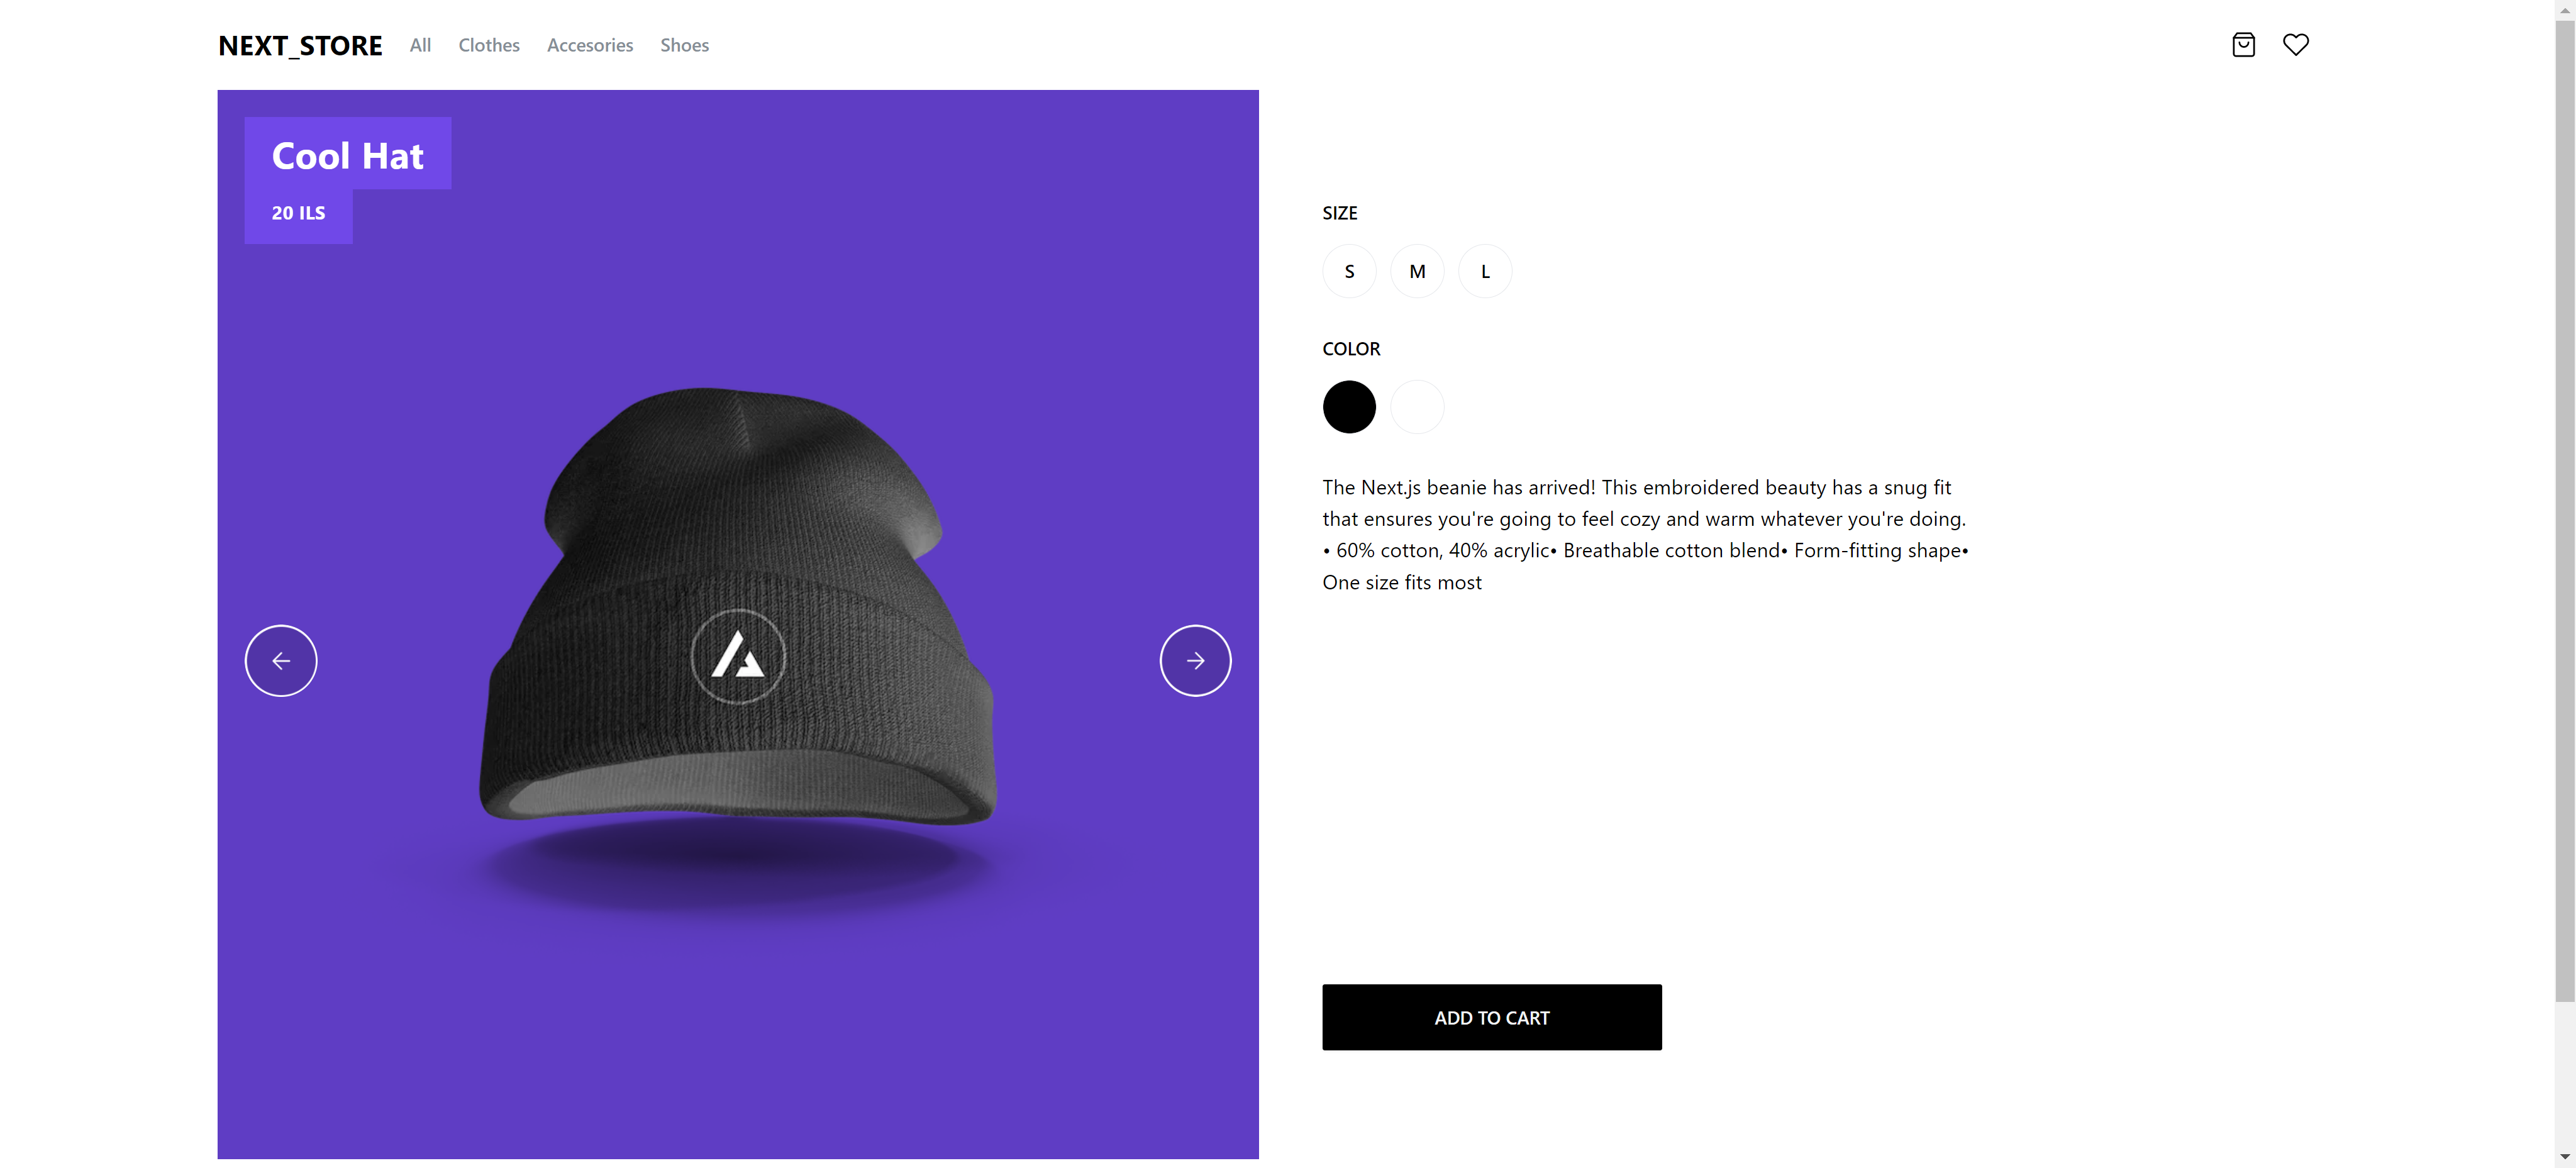 NEXT_STORE All Clothes Accesories Shoes
Cool Hat
20 ILS
SIZE
S M L
COLOR
The Next.js beanie has arrived! This embroidered beauty has a snug fit
that ensures you're going to feel cozy and warm whatever you're doing.
• 60% cotton, 40% acrylic• Breathable cotton blend• Form-fitting shape•
One size fits most
ADD TO CART